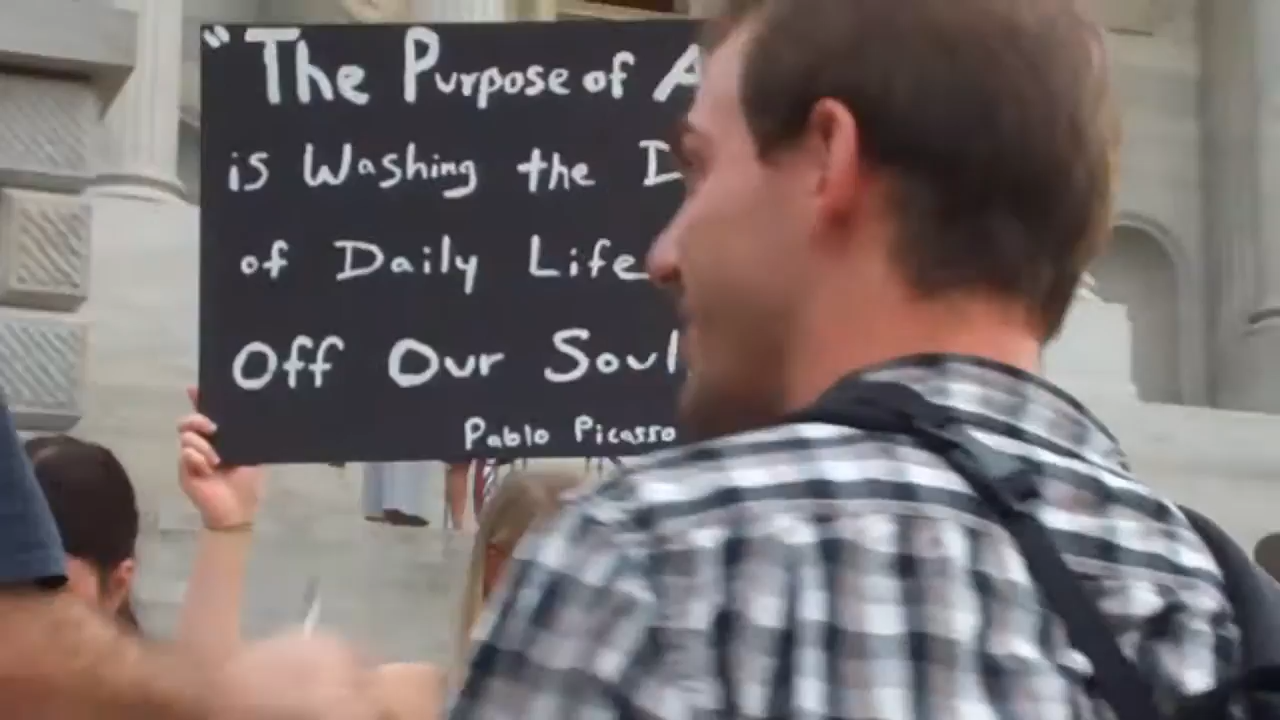 "The Purpose of
is Washing the
of Daily Life
Off Our Soul
Pablo Picasso